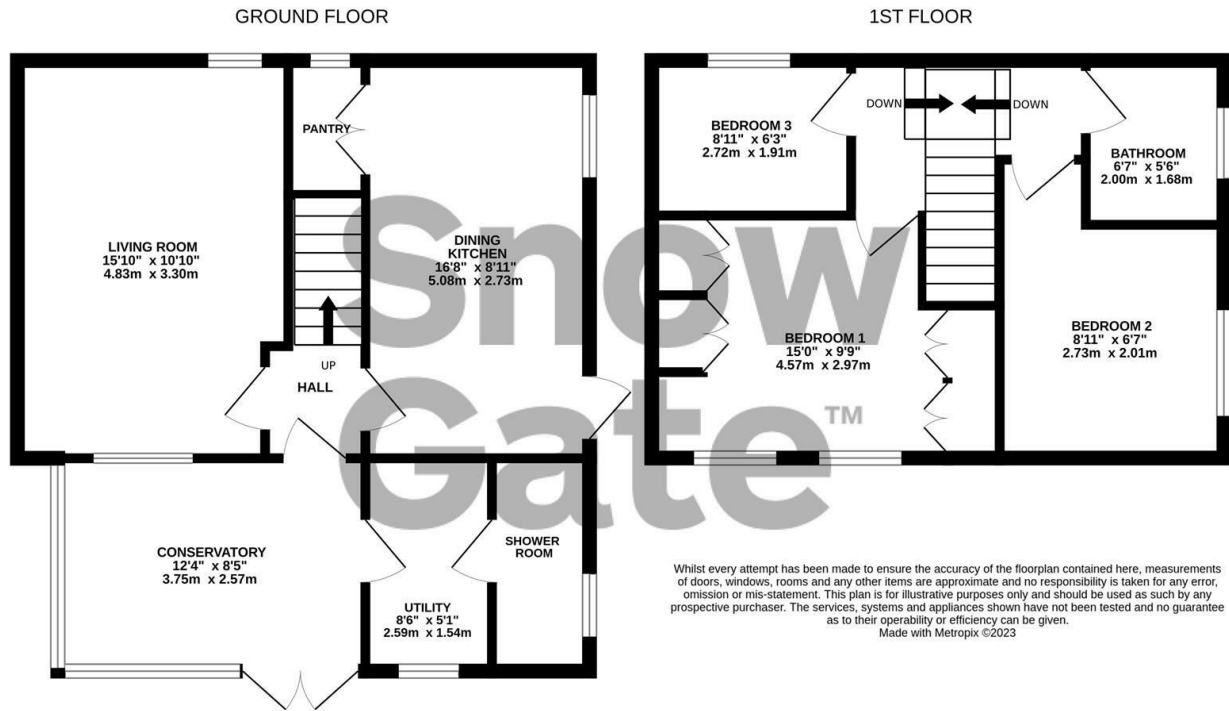 GROUND FLOOR
1ST FLOOR
PANTRY
LIVING ROOM
15'10" x 10'10"
4.83m x 3.30m
DINING
KITCHEN
16'8" x 8'11"
5.08m x 2.73m
UP
HALL
CONSERVATORY
12'4" x 8'5"
3.75m x 2.57m
UTILITY
8'6" x 5'1"
2.59m x 1.54m
SHOWER
ROOM
BEDROOM 3
8'11" x 6'3"
2.72m x 1.91m
DOWN
DOWN
BATHROOM
6'7" x 5'6"
2.00m x 1.68m
BEDROOM 1
15'0" x 9'9"
4.57m x 2.97m
BEDROOM 2
8'11" x 6'7"
2.73m x 2.01m
Snow
Gate™
Whilst every attempt has been made to ensure the accuracy of the floorplan contained here, measurements
of doors, windows, rooms and any other items are approximate and no responsibility is taken for any error,
omission or mis-statement. This plan is for illustrative purposes only and should be used as such by any
prospective purchaser. The services, systems and appliances shown have not been tested and no guarantee
as to their operability or efficiency can be given.
Made with Metropix ©2023